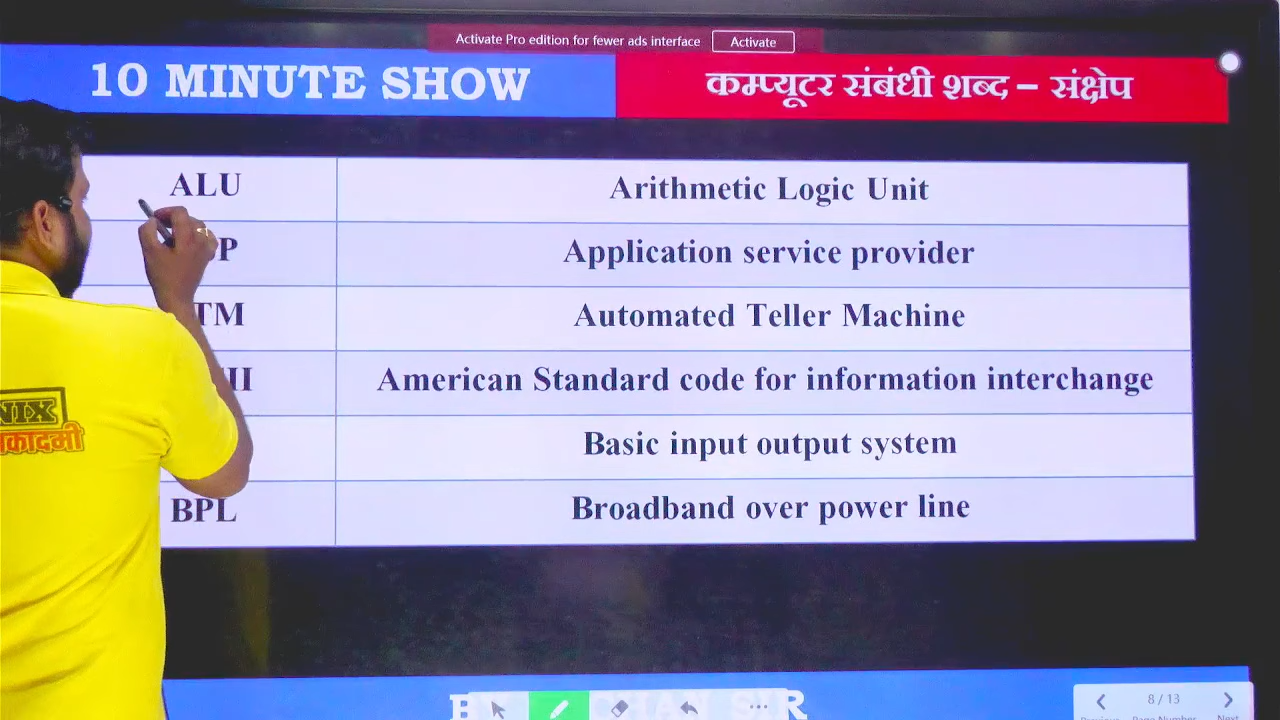 Activate Pro edition for fewer ads interface Activate
10 MINUTE SHOW
कम्प्यूटर संबंधी शब्द – संक्षेप
ALU Arithmetic Logic Unit
P Application service provider
TM Automated Teller Machine
II American Standard code for information interchange
Basic input output system
BPL Broadband over power line
NIX
कादमी
8 / 13